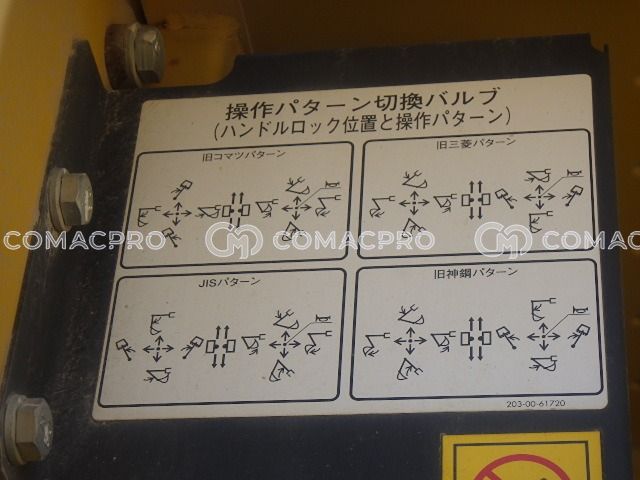 操作パターン切換バルブ
(ハンドルロック位置と操作パターン)
旧コマツパターン
旧三菱パターン
COMACPRO COMACPRO COMAC
JISパターン
旧神鋼パターン
203-00-61720